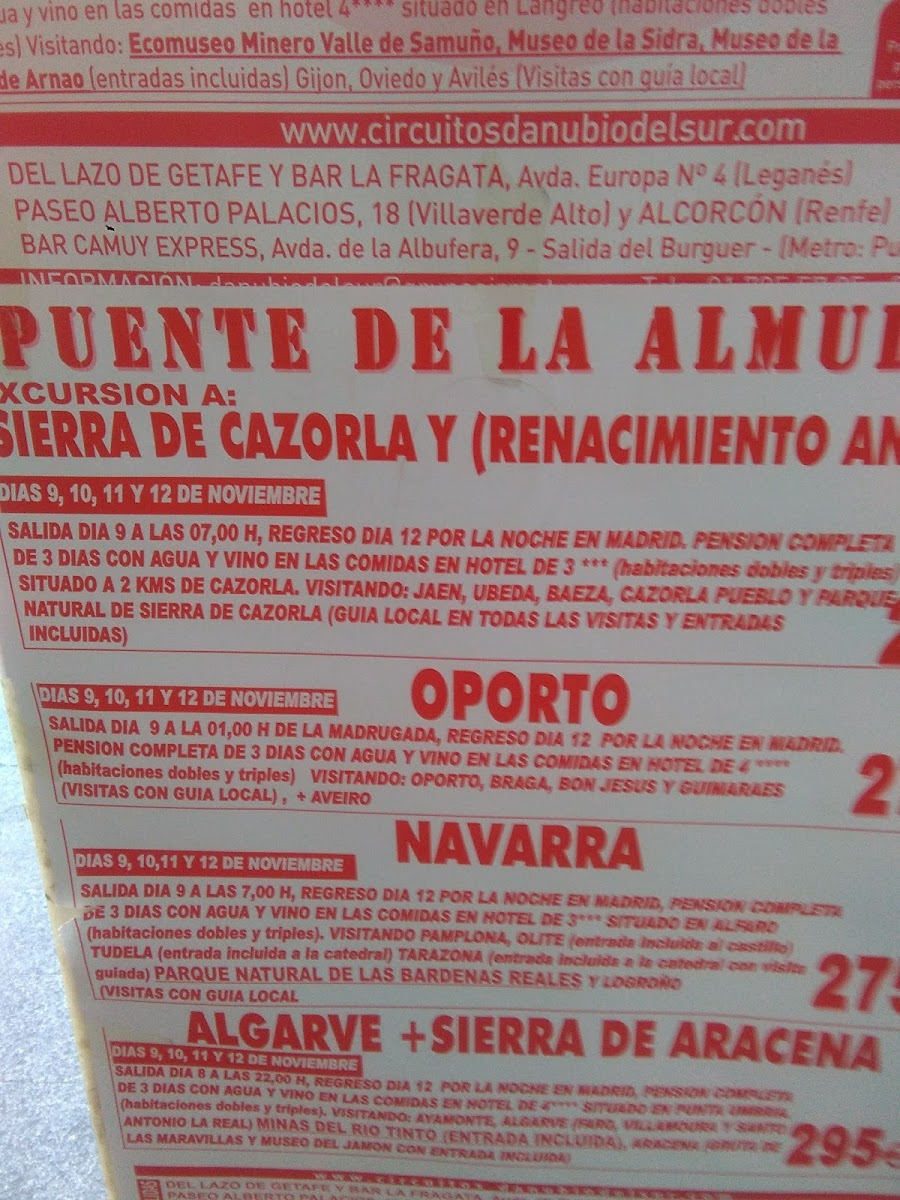 ua y vino en las comidas en hotel 4**** situado en Langreo (habitaciones dobles
es) Visitando: Ecomuseo Minero Valle de Samuño, Museo de la Sidra, Museo de la
de Arnao (entradas incluidas) Gijon, Oviedo y Avilés (Visitas con guía local)
www.circuitosdanubiodelsur.com
DEL LAZO DE GETAFE Y BAR LA FRAGATA, Avda. Europa Nº 4 (Leganés)
PASEO ALBERTO PALACIOS, 18 (Villaverde Alto) y ALCORCÓN (Renfe)
BAR CAMUY EXPRESS, Avda. de la Albufera, 9 - Salida del Burguer - (Metro: Pu
INFORMACIÓN:
PUENTE DE LA ALMU
XCURSION A:
SIERRA DE CAZORLA Y (RENACIMIENTO AN
DIAS 9, 10, 11 Y 12 DE NOVIEMBRE
SALIDA DIA 9 A LAS 07,00 H, REGRESO DIA 12 POR LA NOCHE EN MADRID. PENSION COMPLETA
DE 3 DIAS CON AGUA Y VINO EN LAS COMIDAS EN HOTEL DE 3 *** (habitaciones dobles y triples)
SITUADO A 2 KMS DE CAZORLA. VISITANDO: JAEN, UBEDA, BAEZA, CAZORLA PUEBLO Y PARQUE
NATURAL DE SIERRA DE CAZORLA (GUIA LOCAL EN TODAS LAS VISITAS Y ENTRADAS
INCLUIDAS)
OPORTO
DIAS 9, 10, 11 Y 12 DE NOVIEMBRE
SALIDA DIA 9 A LA 01,00 H DE LA MADRUGADA, REGRESO DIA 12 POR LA NOCHE EN MADRID.
PENSION COMPLETA DE 3 DIAS CON AGUA Y VINO EN LAS COMIDAS EN HOTEL DE 4 ****
(habitaciones dobles y triples) VISITANDO: OPORTO, BRAGA, BON JESUS Y GUIMARAES
(VISITAS CON GUIA LOCAL) , + AVEIRO
2
NAVARRA
DIAS 9, 10,11 Y 12 DE NOVIEMBRE
SALIDA DIA 9 A LAS 7,00 H, REGRESO DIA 12 POR LA NOCHE EN MADRID, PENSION COMPLETA
DE 3 DIAS CON AGUA Y VINO EN LAS COMIDAS EN HOTEL DE 3*** SITUADO EN ALFARO
(habitaciones dobles y triples). VISITANDO PAMPLONA, OLITE (entrada incluida al castillo)
TUDELA (entrada incluida a la catedral) TARAZONA (entrada incluida a la catedral con visita
guiada) PARQUE NATURAL DE LAS BARDENAS REALES Y LOGROÑO
(VISITAS CON GUIA LOCAL
275
ALGARVE + SIERRA DE ARACENA
DIAS 9, 10, 11 Y 12 DE NOVIEMBRE
SALIDA DIA 8 A LAS 22,00 H, REGRESO DIA 12 POR LA NOCHE EN MADRID, PENSION COMPLETA
DE 3 DIAS CON AGUA Y VINO EN LAS COMIDAS EN HOTEL DE 4**** SITUADO EN PUNTA UMBRIA
(habitaciones dobles y triples). VISITANDO: AYAMONTE, ALGARVE (FARO, VILLAMOURA Y SANTO
ANTONIO LA REAL) MINAS DEL RIO TINTO (ENTRADA INCLUIDA), ARACENA (GRUTA DE
LAS MARAVILLAS Y MUSEO DEL JAMON CON ENTRADA INCLUIDA)
295€
www.circuitos danubiodelsur.com
DEL LAZO DE GETAFE Y BAR LA FRAGATA, Avda. Europa
PASEO ALBERTO PALACIOS